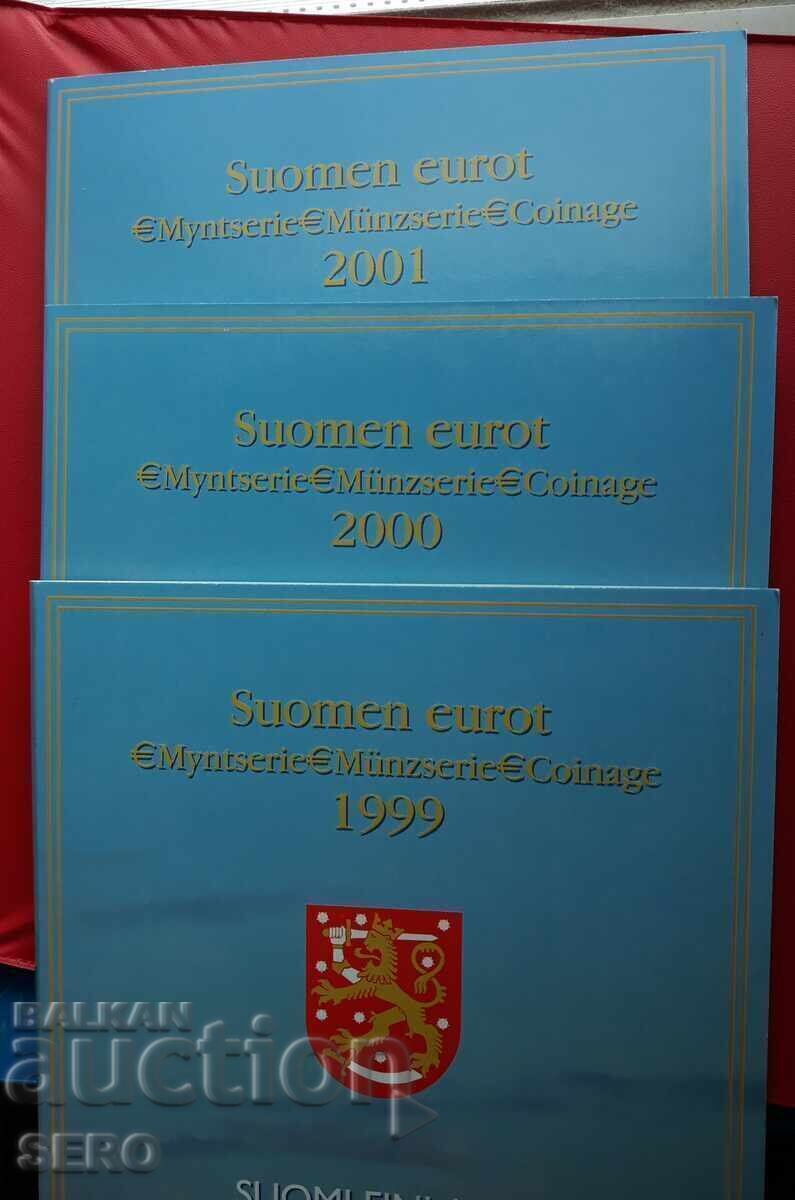 Suomen eurot
€Myntserie€Münzserie€Coinage
2001
Suomen eurot
€Myntserie€Münzserie€Coinage
2000
Suomen eurot
€Myntserie€Münzserie€Coinage
1999
BALKAN
auction
SERO